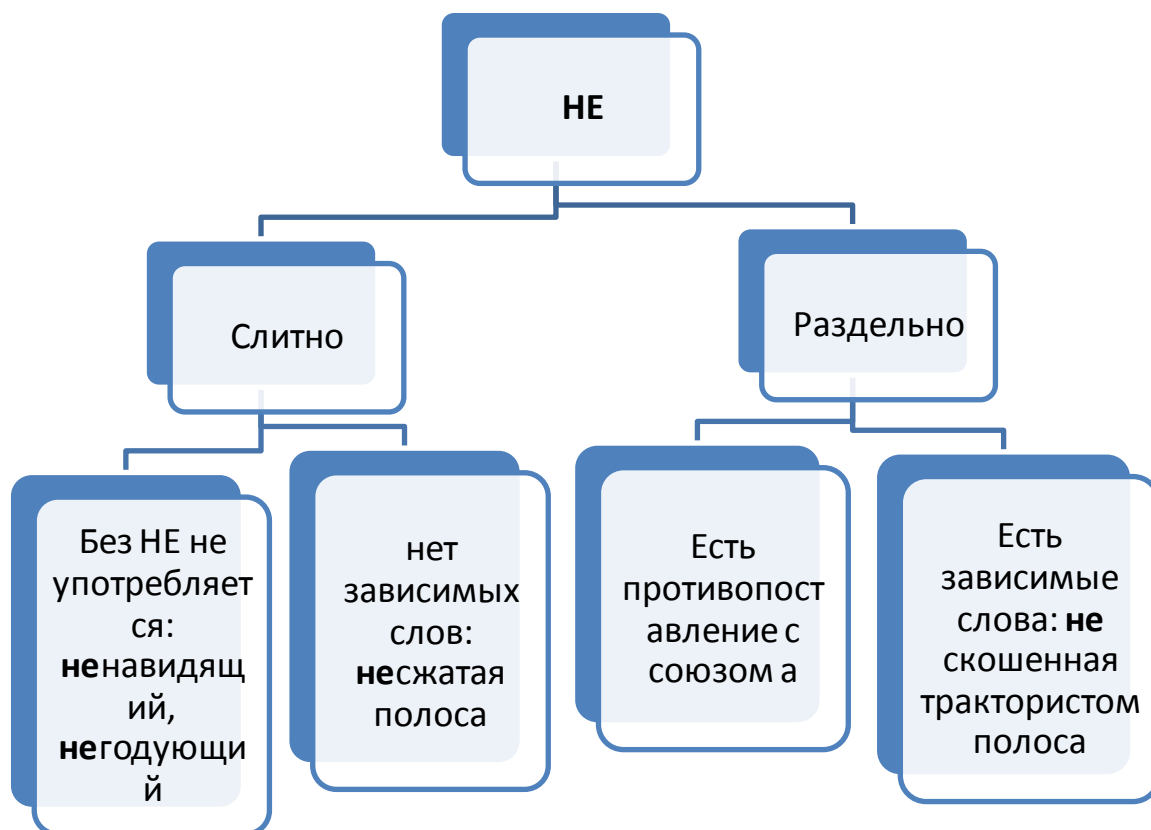 НЕ
Слитно
Раздельно
Без НЕ не
употребляет
ся:
ненавидящ
ий,
негодующи
й
нет
зависимых
слов:
несжатая
полоса
Есть
противопост
авление с
союзом а
Есть
зависимые
слова: не
скошенная
трактористом
полоса